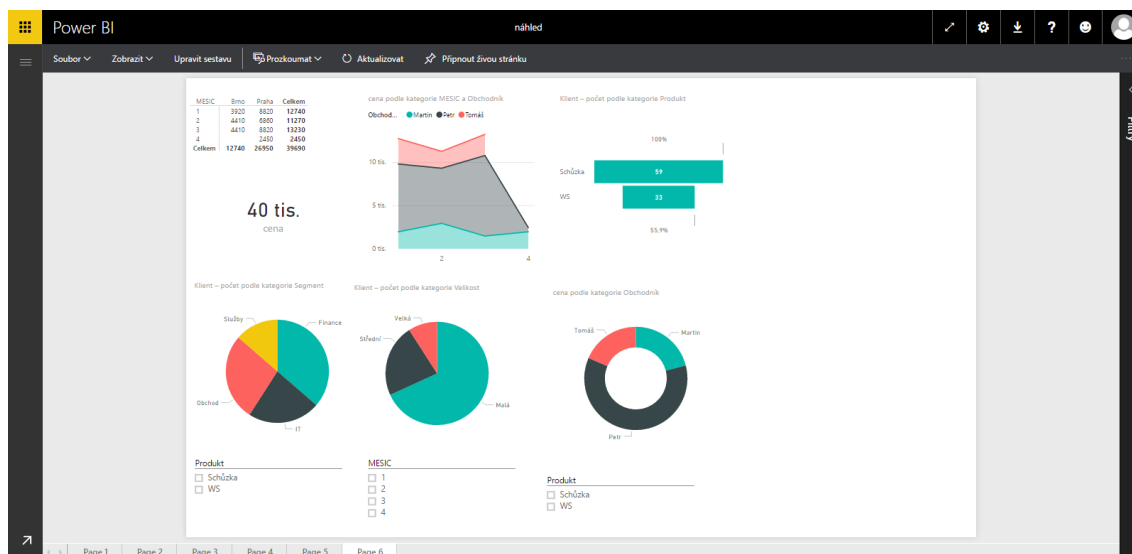 Power BI
náhled
Soubor Zobrazit Upravit sestavu Prozkoumat Aktualizovat Připnout živou stránku
Filtry
MESIC Brno Praha Celkem
1 3920 8820 12740
2 4410 6860 11270
3 4410 8820 13230
4 2450 2450
Celkem 12740 26950 39690
40 tis.
cena
cena podle kategorie MESIC a Obchodník
Obchod... Martin Petr Tomáš
10 tis.
5 tis.
0 tis.
2 4
Klient – počet podle kategorie Produkt
100%
Schůzka 59
WS 33
55,9%
Klient – počet podle kategorie Segment
Služby
Finance
Obchod
IT
Klient – počet podle kategorie Velikost
Velká
Střední
Malá
cena podle kategorie Obchodník
Tomáš
Martin
Petr
Produkt
Schůzka
WS
MESIC
1
2
3
4
Produkt
Schůzka
WS
Page 1 Page 2 Page 3 Page 4 Page 5 Page 6